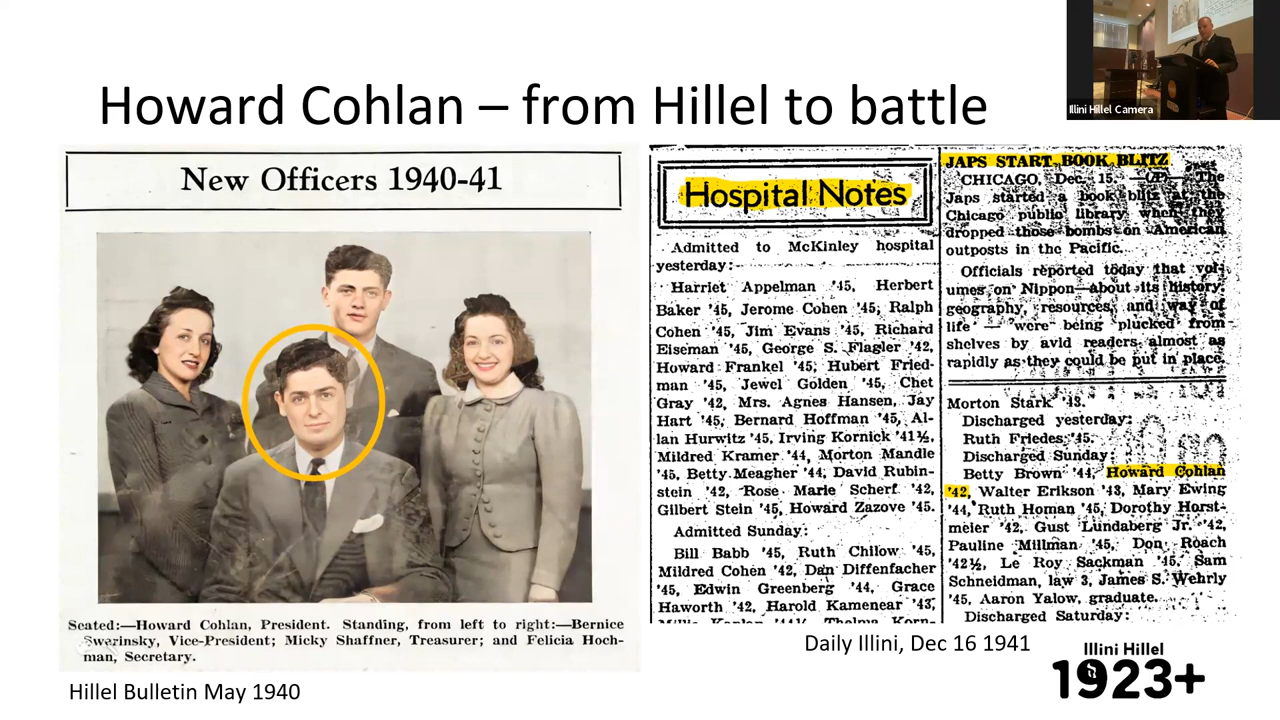 Howard Cohlan – from Hillel to battle
Illini Hillel Camera
New Officers 1940-41
Seated:—Howard Cohlan, President. Standing, from left to right:—Bernice
Swerinsky, Vice-President; Micky Shaffner, Treasurer; and Felicia Hoch-
man, Secretary.
Hillel Bulletin May 1940
Hospital Notes
Admitted to McKinley hospital
yesterday:
Harriet Appelman '45, Herbert
Baker '45, Jerome Cohen '45, Ralph
Cohen '45, Jim Evans '45, Richard
Eiseman '45, George S. Flagler '42,
Howard Frankel '45, Hubert Fried-
man '45, Jewel Golden '45, Chet
Gray '42, Mrs. Agnes Hansen, Jay
Hart '45, Bernard Hoffman '45, Al-
lan Hurwitz '45, Irving Kornick '41½,
Mildred Kramer '44, Morton Mandle
'45, Betty Meagher '44, David Rubin-
stein '42, Rose Marie Scherf '42,
Gilbert Stein '45, Howard Zazove '45.
Admitted Sunday:
Bill Babb '45, Ruth Chilow '45,
Mildred Cohen '42, Dan Diffenfacher
'45, Edwin Greenberg '44, Grace
Haworth '42, Harold Kamenear '43,
JAPS START BOOK BLITZ
CHICAGO, Dec. 15. —(AP)— The
Japs started a book blitz at the
Chicago public library when they
dropped those bombs on American
outposts in the Pacific.
Officials reported today that vol-
umes on Nippon—about its history,
geography, resources, and way of
life — were being plucked from
shelves by avid readers almost as
rapidly as they could be put in place.
Morton Stark '43.
Discharged yesterday:
Ruth Friedes '45.
Discharged Sunday:
Betty Brown '44, Howard Cohlan
'42, Walter Erikson '43, Mary Ewing
'44, Ruth Homan '45, Dorothy Horst-
meier '42, Gust Lundaberg Jr. '42,
Pauline Millman '45, Don Roach
'42½, Le Roy Sackman '45, Sam
Schneidman, law 3, James S. Wehrly
'45, Aaron Yalow, graduate.
Discharged Saturday:
Daily Illini, Dec 16 1941
Illini Hillel
1923+